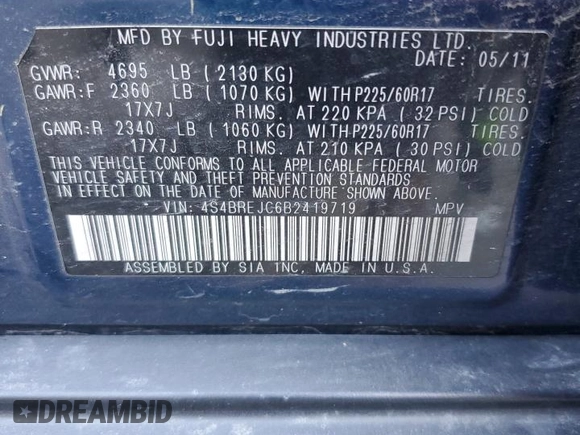 MFD BY FUJI HEAVY INDUSTRIES LTD.
DATE: 05/11
GVWR: 4695 LB (2130 KG)
GAWR:F 2360 LB (1070 KG) WITH P225/60R17 TIRES.
17X7J RIMS. AT 220 KPA (32 PSI) COLD
GAWR:R 2340 LB (1060 KG) WITH P225/60R17 TIRES.
17X7J RIMS. AT 210 KPA (30 PSI) COLD
THIS VEHICLE CONFORMS TO ALL APPLICABLE FEDERAL MOTOR
VEHICLE SAFETY AND THEFT PREVENTION STANDARDS
IN EFFECT ON THE DATE OF MANUFACTURE SHOWN ABOVE.
VIN: 4S4BREJC6B2419719 MPV
ASSEMBLED BY SIA INC, MADE IN U.S.A.
DREAMBID